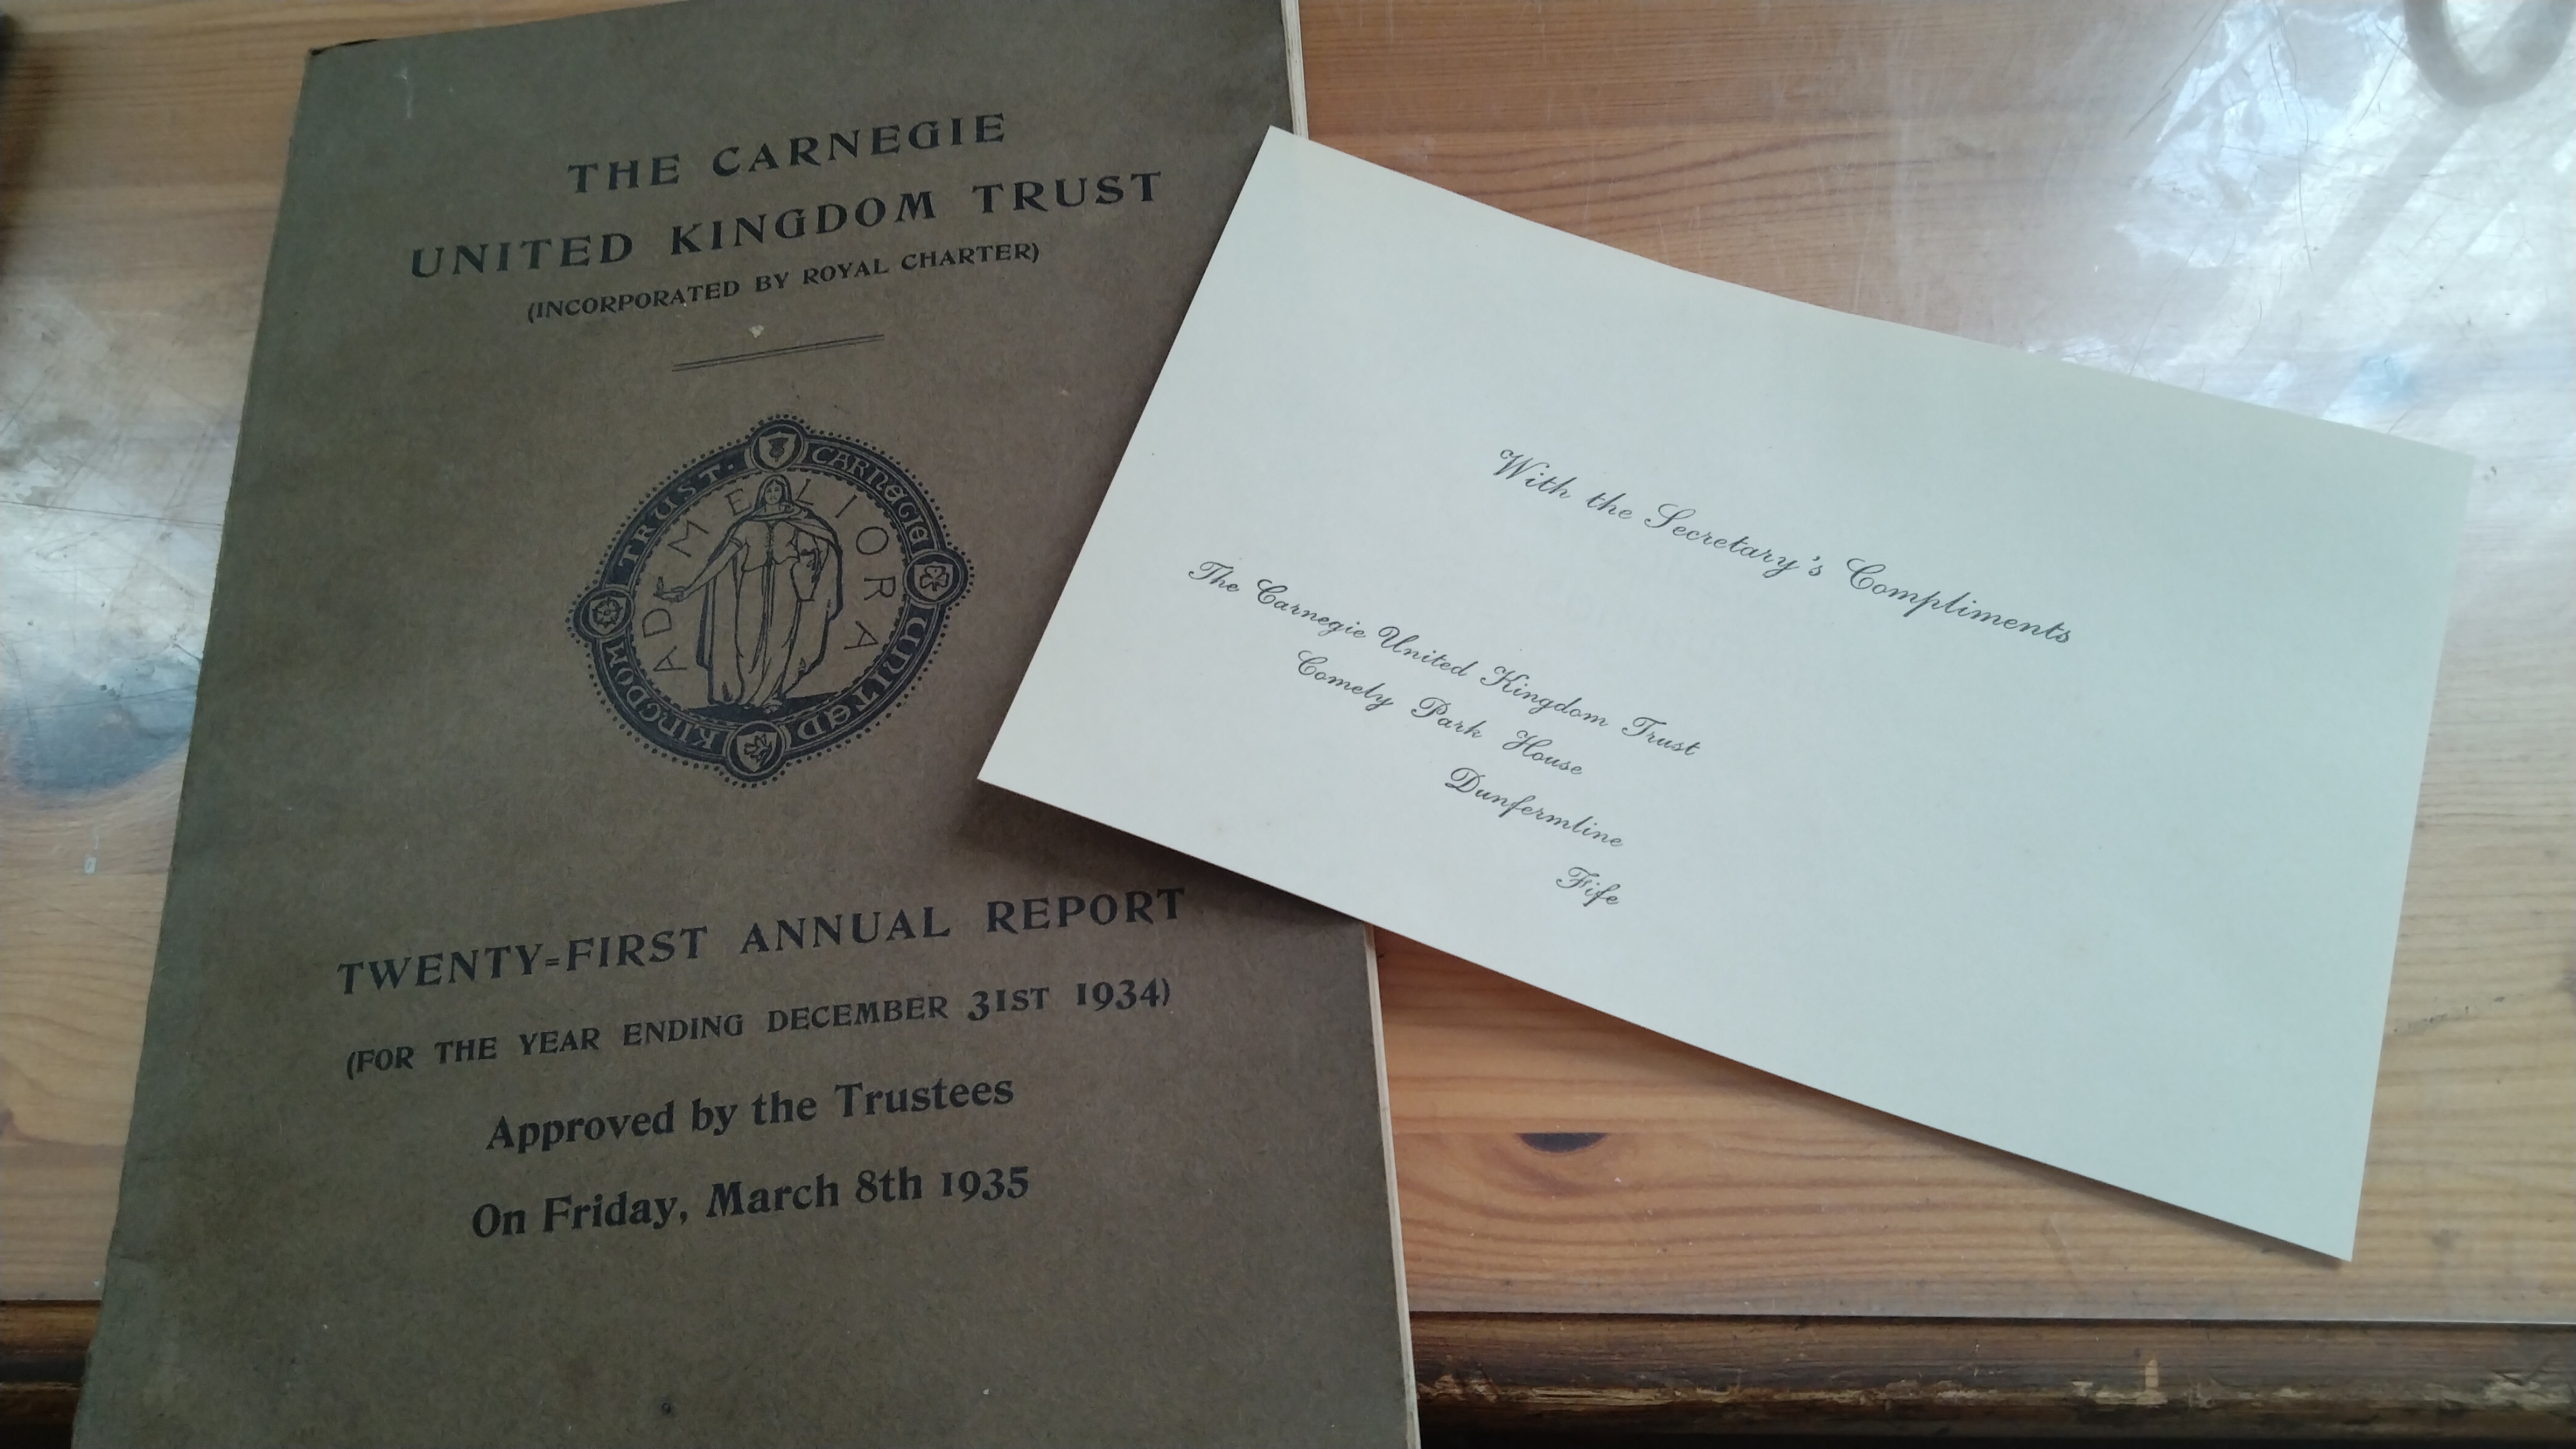 THE CARNEGIE
UNITED KINGDOM TRUST
(INCORPORATED BY ROYAL CHARTER)
CARNEGIE UNITED KINGDOM TRUST
AD MELIORA
TWENTY=FIRST ANNUAL REPORT
(FOR THE YEAR ENDING DECEMBER 31ST 1934)
Approved by the Trustees
On Friday, March 8th 1935
With the Secretary's Compliments
The Carnegie United Kingdom Trust
Comely Park House
Dunfermline
Fife